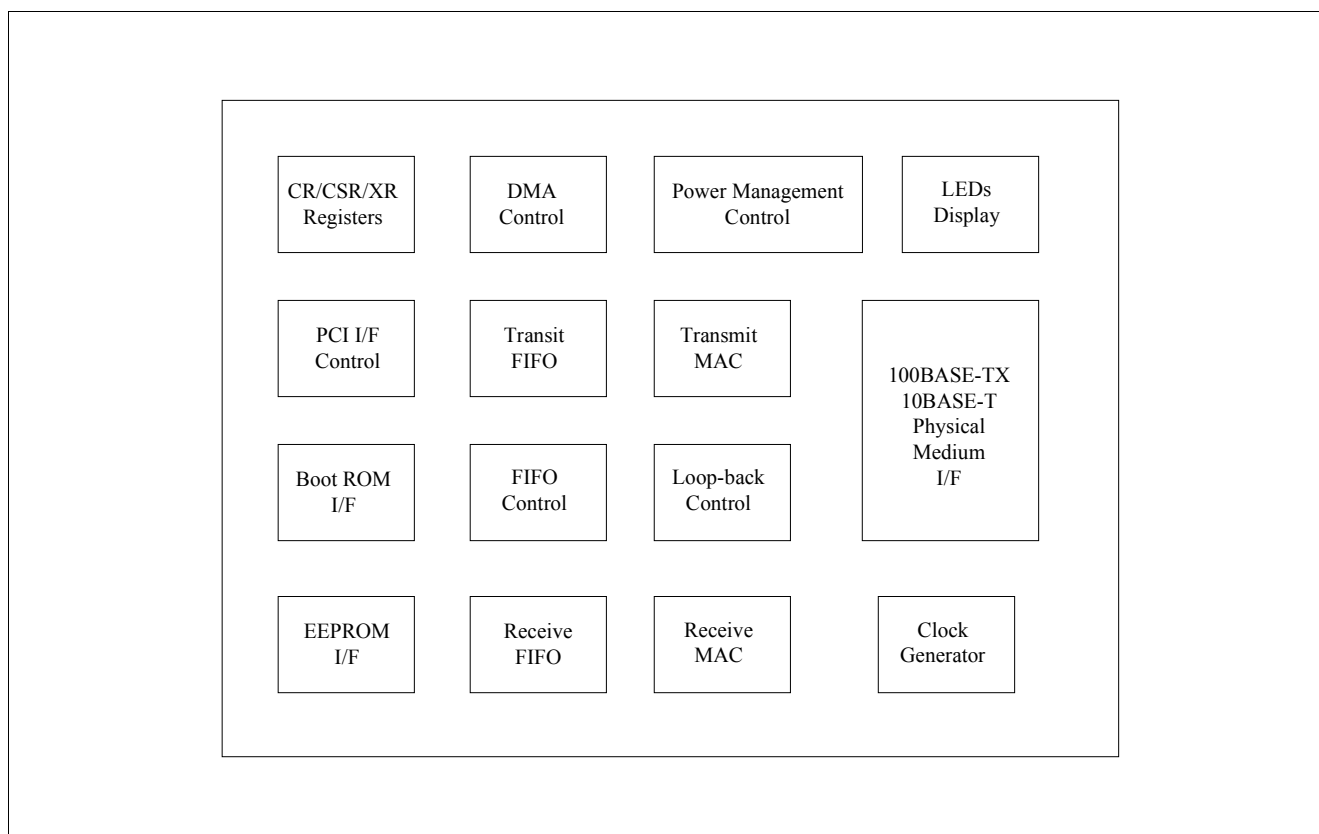 CR/CSR/XR
Registers
DMA
Control
Power Management
Control
LEDs
Display
PCI I/F
Control
Transit
FIFO
Transmit
MAC
100BASE-TX
10BASE-T
Physical
Medium
I/F
Boot ROM
I/F
FIFO
Control
Loop-back
Control
EEPROM
I/F
Receive
FIFO
Receive
MAC
Clock
Generator